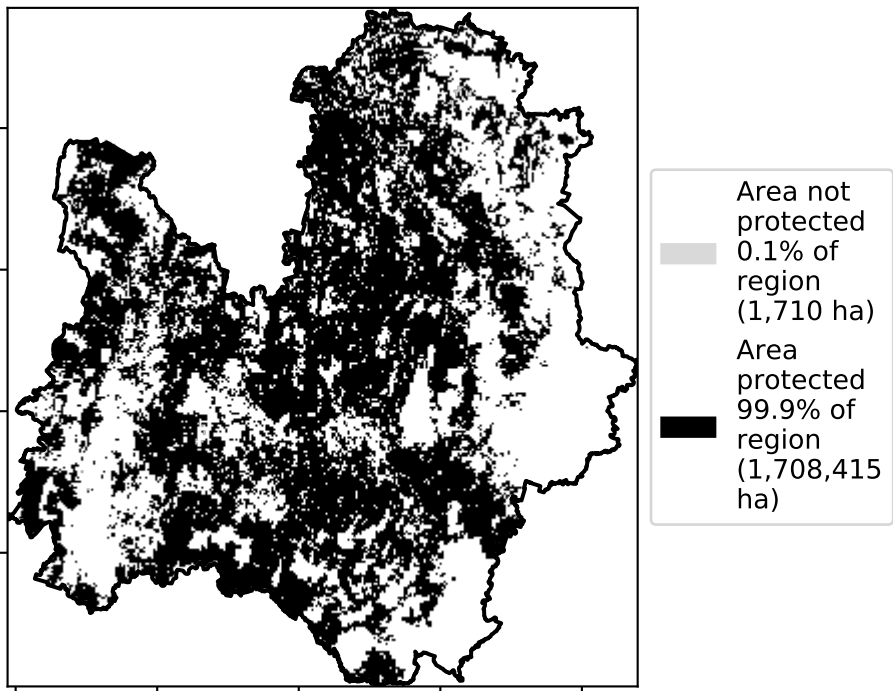 Area not
protected
0.1% of
region
(1,710 ha)
Area
protected
99.9% of
region
(1,708,415
ha)